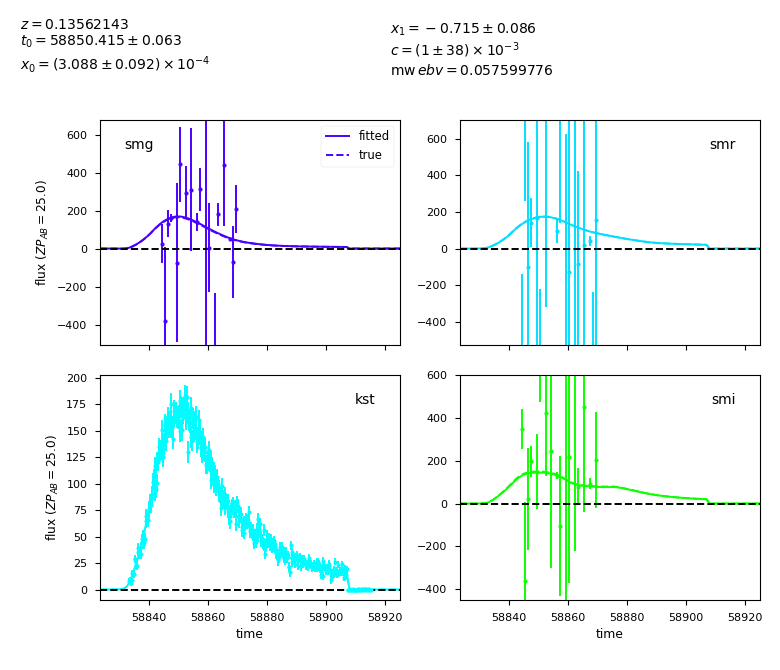 z = 0.13562143
t₀ = 58850.415 ± 0.063
x₀ = (3.088 ± 0.092) × 10⁻⁴
x₁ = −0.715 ± 0.086
c = (1 ± 38) × 10⁻³
mw ebv = 0.057599776
smg
fitted
true
600
400
200
0
−200
−400
flux (ZP_AB = 25.0)
smr
600
400
200
0
−200
−400
kst
200
175
150
125
100
75
50
25
0
flux (ZP_AB = 25.0)
58840 58860 58880 58900 58920
time
smi
600
400
200
0
−200
−400
58840 58860 58880 58900 58920
time